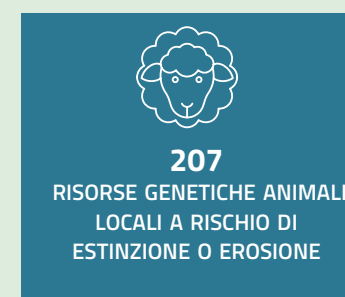 207
RISORSE GENETICHE ANIMALI
LOCALI A RISCHIO DI
ESTINZIONE O EROSIONE